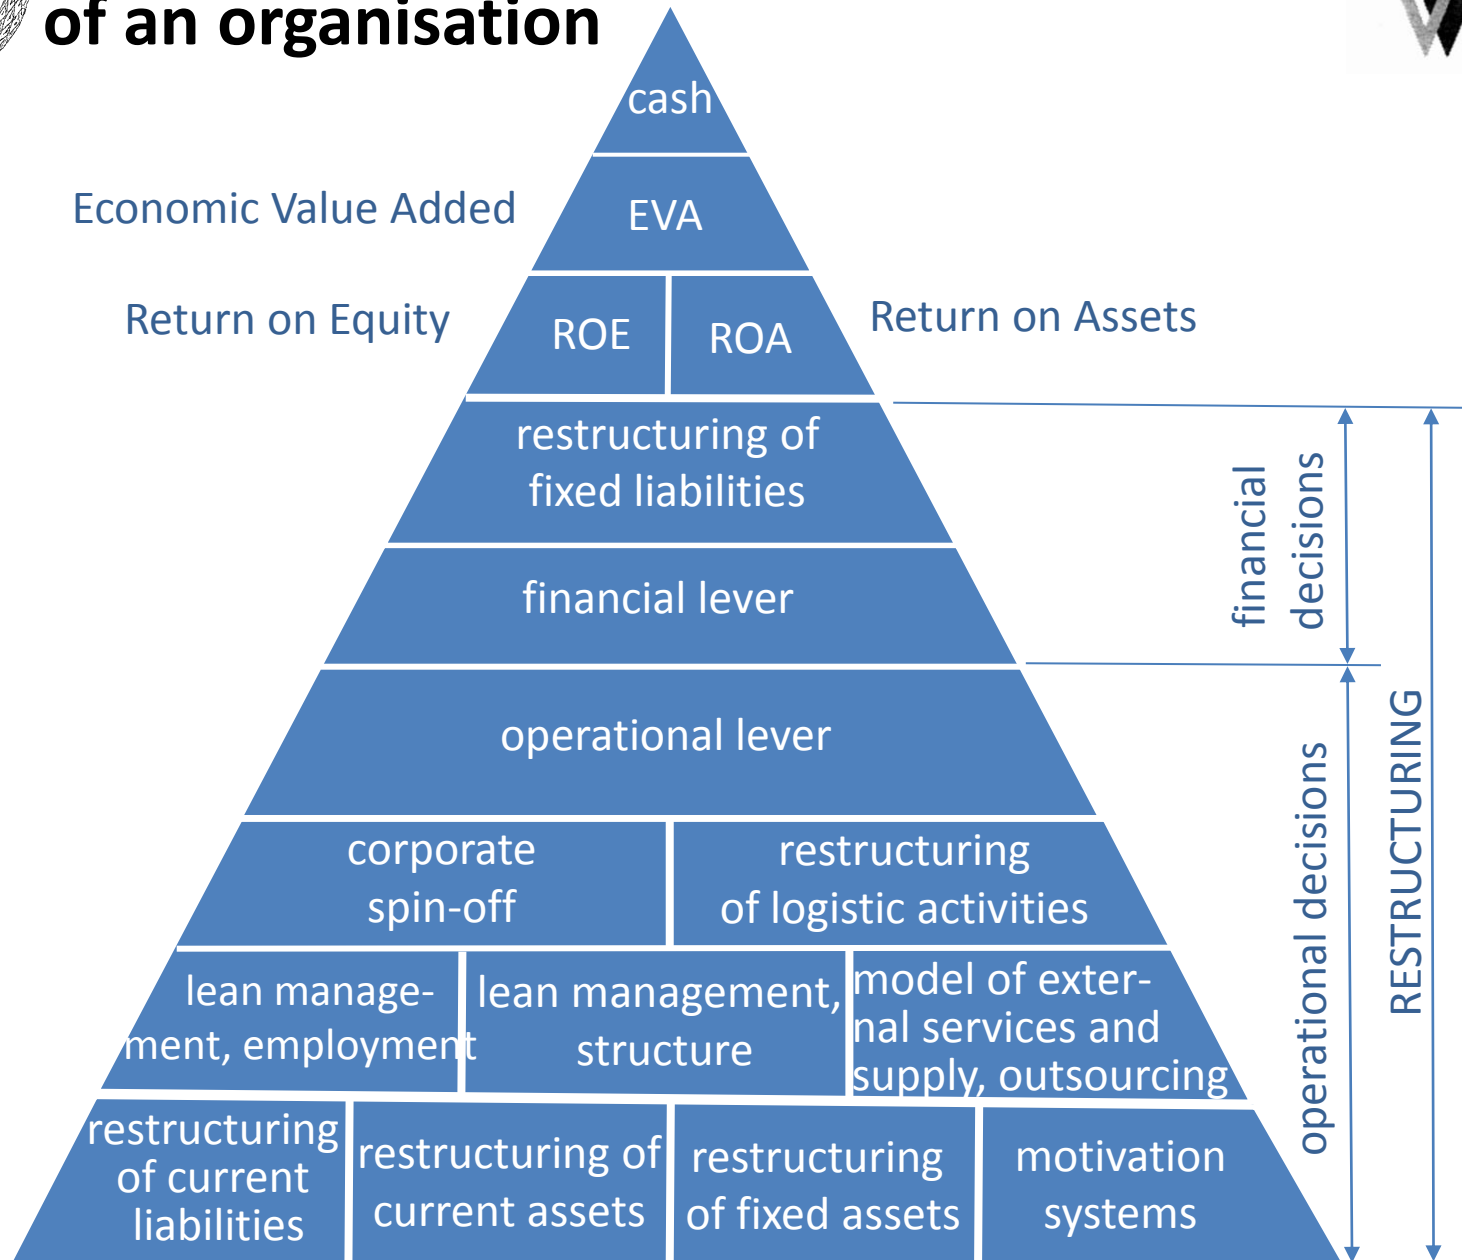 of an organisation
cash
Economic Value Added
EVA
Return on Equity
ROE
ROA
Return on Assets
restructuring of
fixed liabilities
financial
decisions
financial lever
operational lever
operational decisions
RESTRUCTURING
corporate
spin-off
restructuring
of logistic activities
lean manage-
ment, employment
lean management,
structure
model of exter-
nal services and
supply, outsourcing
restructuring
of current
liabilities
restructuring of
current assets
restructuring
of fixed assets
motivation
systems